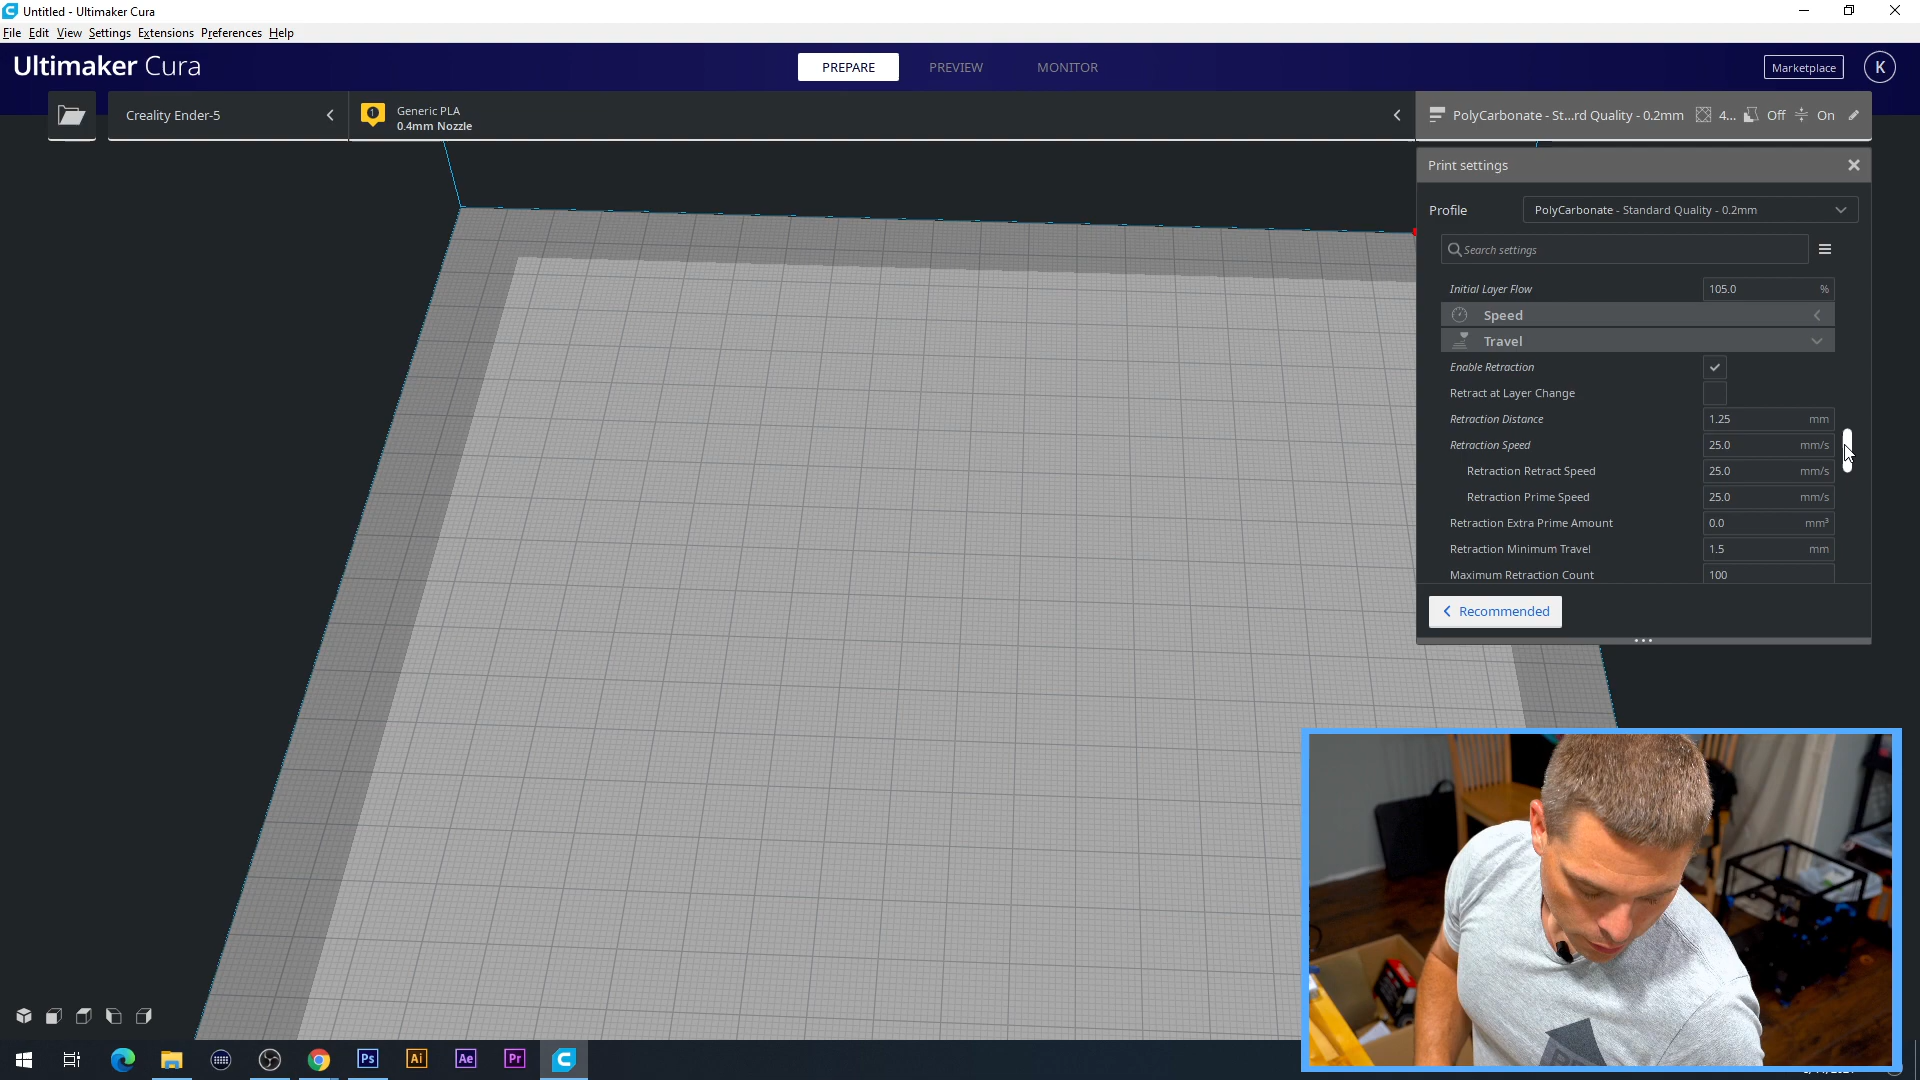 Untitled - Ultimaker Cura
File Edit View Settings Extensions Preferences Help
Ultimaker Cura
PREPARE PREVIEW MONITOR
Marketplace K
Creality Ender-5
1 Generic PLA
0.4mm Nozzle
PolyCarbonate - St...rd Quality - 0.2mm 4... Off On
Print settings
Profile PolyCarbonate - Standard Quality - 0.2mm
Search settings
Initial Layer Flow 105.0 %
Speed
Travel
Enable Retraction
Retract at Layer Change
Retraction Distance 1.25 mm
Retraction Speed 25.0 mm/s
Retraction Retract Speed 25.0 mm/s
Retraction Prime Speed 25.0 mm/s
Retraction Extra Prime Amount 0.0 mm³
Retraction Minimum Travel 1.5 mm
Maximum Retraction Count 100
Recommended
Ps Ai Ae Pr